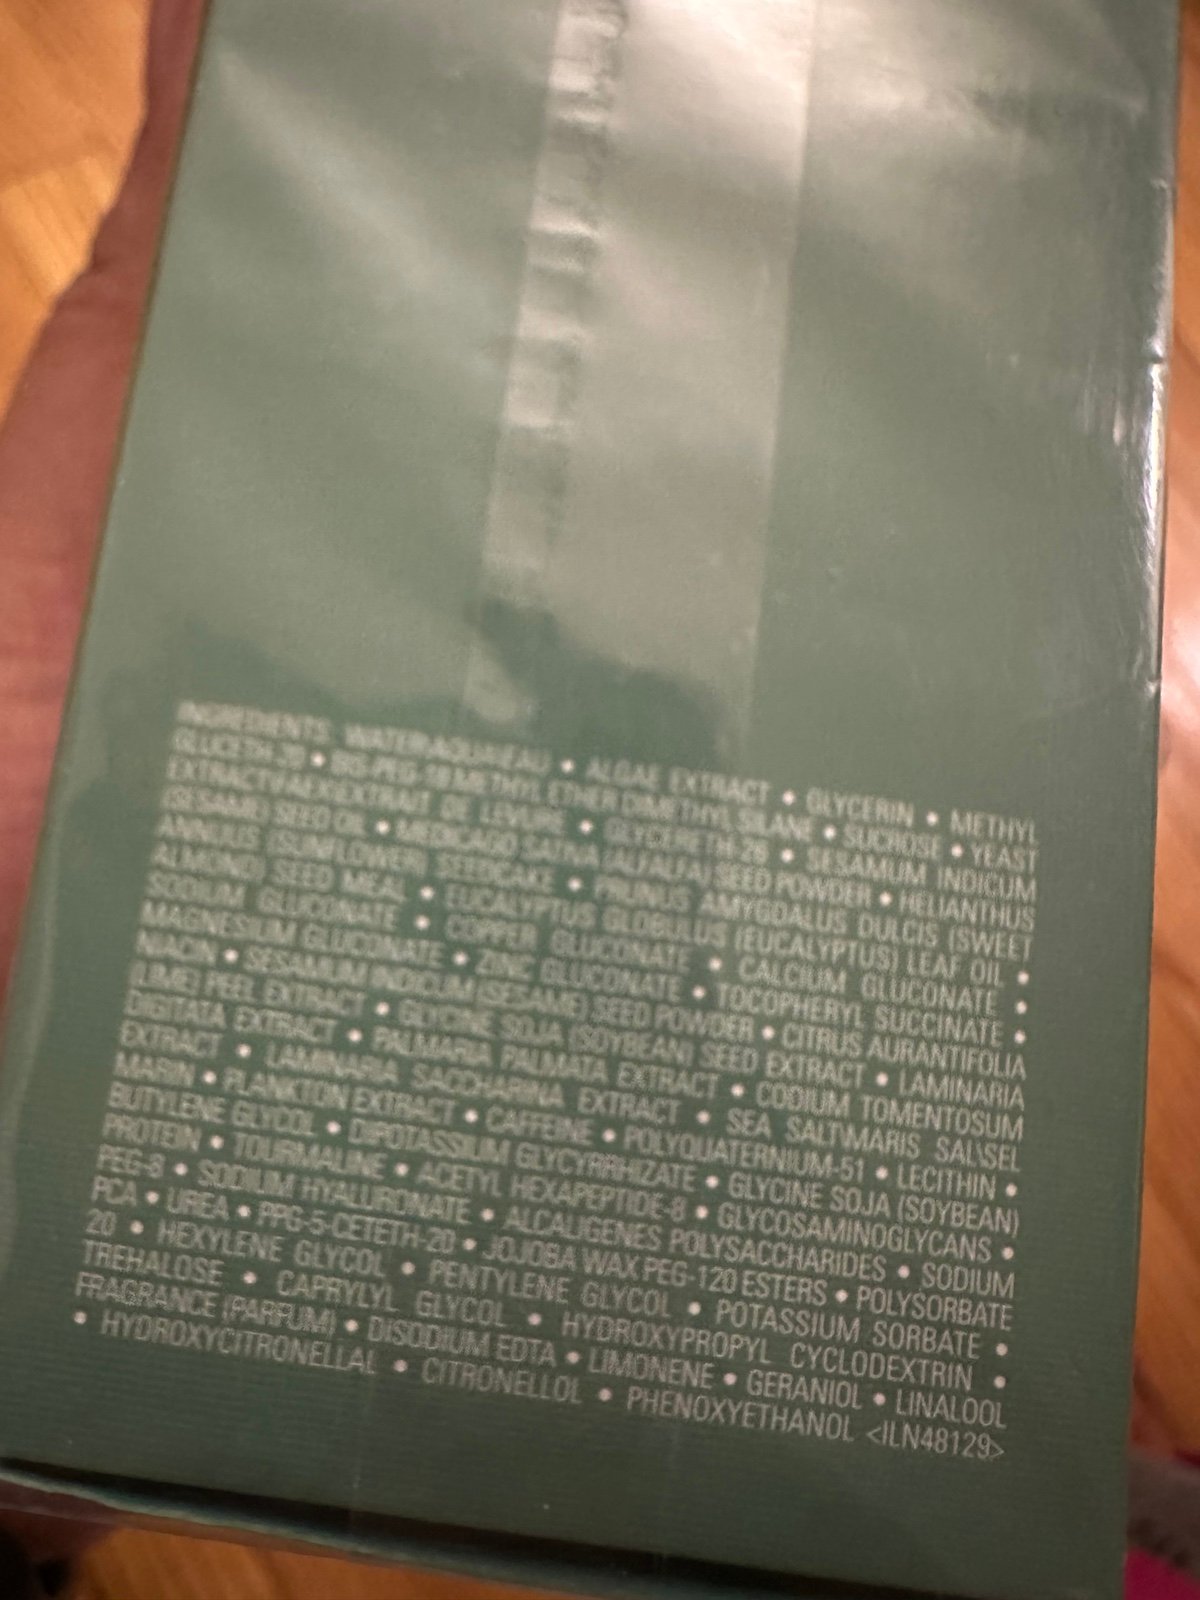 INGREDIENTS: WATER\AQUA\EAU • ALGAE EXTRACT • GLYCERIN • METHYL
GLUCETH-20 • BIS-PEG-18 METHYL ETHER DIMETHYL SILANE • SUCROSE • YEAST
EXTRACT\FAEX\EXTRAIT DE LEVURE • GLYCERETH-26 • SESAMUM INDICUM
(SESAME) SEED OIL • MEDICAGO SATIVA (ALFALFA) SEED POWDER • HELIANTHUS
ANNUUS (SUNFLOWER) SEEDCAKE • PRUNUS AMYGDALUS DULCIS (SWEET
ALMOND) SEED MEAL • EUCALYPTUS GLOBULUS (EUCALYPTUS) LEAF OIL •
SODIUM GLUCONATE • COPPER GLUCONATE • CALCIUM GLUCONATE •
MAGNESIUM GLUCONATE • ZINC GLUCONATE • TOCOPHERYL SUCCINATE •
NIACIN • SESAMUM INDICUM (SESAME) SEED POWDER • CITRUS AURANTIFOLIA
(LIME) PEEL EXTRACT • GLYCINE SOJA (SOYBEAN) SEED EXTRACT • LAMINARIA
DIGITATA EXTRACT • PALMARIA PALMATA EXTRACT • CODIUM TOMENTOSUM
EXTRACT • LAMINARIA SACCHARINA EXTRACT • SEA SALT\MARIS SAL\SEL
MARIN • PLANKTON EXTRACT • CAFFEINE • POLYQUATERNIUM-51 • LECITHIN •
BUTYLENE GLYCOL • DIPOTASSIUM GLYCYRRHIZATE • GLYCINE SOJA (SOYBEAN)
PROTEIN • TOURMALINE • ACETYL HEXAPEPTIDE-8 • GLYCOSAMINOGLYCANS •
PEG-8 • SODIUM HYALURONATE • ALCALIGENES POLYSACCHARIDES • SODIUM
PCA • UREA • PPG-5-CETETH-20 • JOJOBA WAX PEG-120 ESTERS • POLYSORBATE
20 • HEXYLENE GLYCOL • PENTYLENE GLYCOL • POTASSIUM SORBATE •
TREHALOSE • CAPRYLYL GLYCOL • HYDROXYPROPYL CYCLODEXTRIN •
FRAGRANCE (PARFUM) • DISODIUM EDTA • LIMONENE • GERANIOL • LINALOOL
• HYDROXYCITRONELLAL • CITRONELLOL • PHENOXYETHANOL <ILN48129>